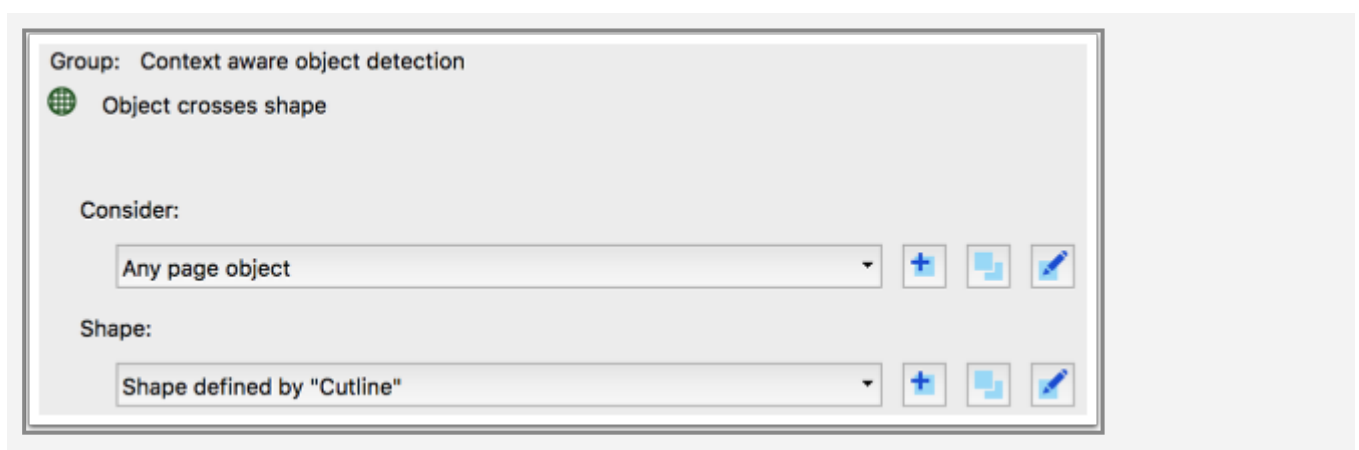 Group: Context aware object detection
Object crosses shape
Consider:
Any page object
Shape:
Shape defined by "Cutline"